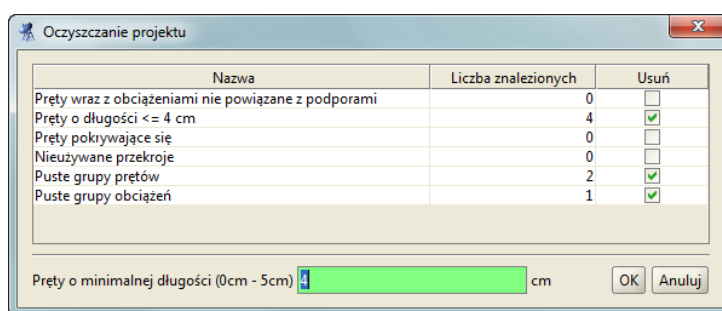 Oczyszczanie projektu
Nazwa Liczba znalezionych Usuń
Pręty wraz z obciążeniami nie powiązane z podporami 0
Pręty o długości <= 4 cm 4
Pręty pokrywające się 0
Nieużywane przekroje 0
Puste grupy prętów 2
Puste grupy obciążeń 1
Pręty o minimalnej długości (0cm - 5cm) 4 cm OK Anuluj